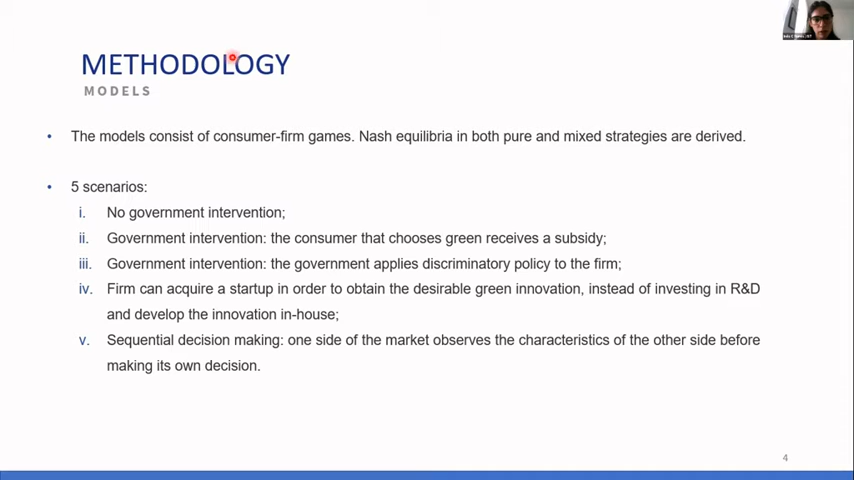 METHODOLOGY
MODELS
• The models consist of consumer-firm games. Nash equilibria in both pure and mixed strategies are derived.
• 5 scenarios:
i. No government intervention;
ii. Government intervention: the consumer that chooses green receives a subsidy;
iii. Government intervention: the government applies discriminatory policy to the firm;
iv. Firm can acquire a startup in order to obtain the desirable green innovation, instead of investing in R&D
and develop the innovation in-house;
v. Sequential decision making: one side of the market observes the characteristics of the other side before
making its own decision.
4